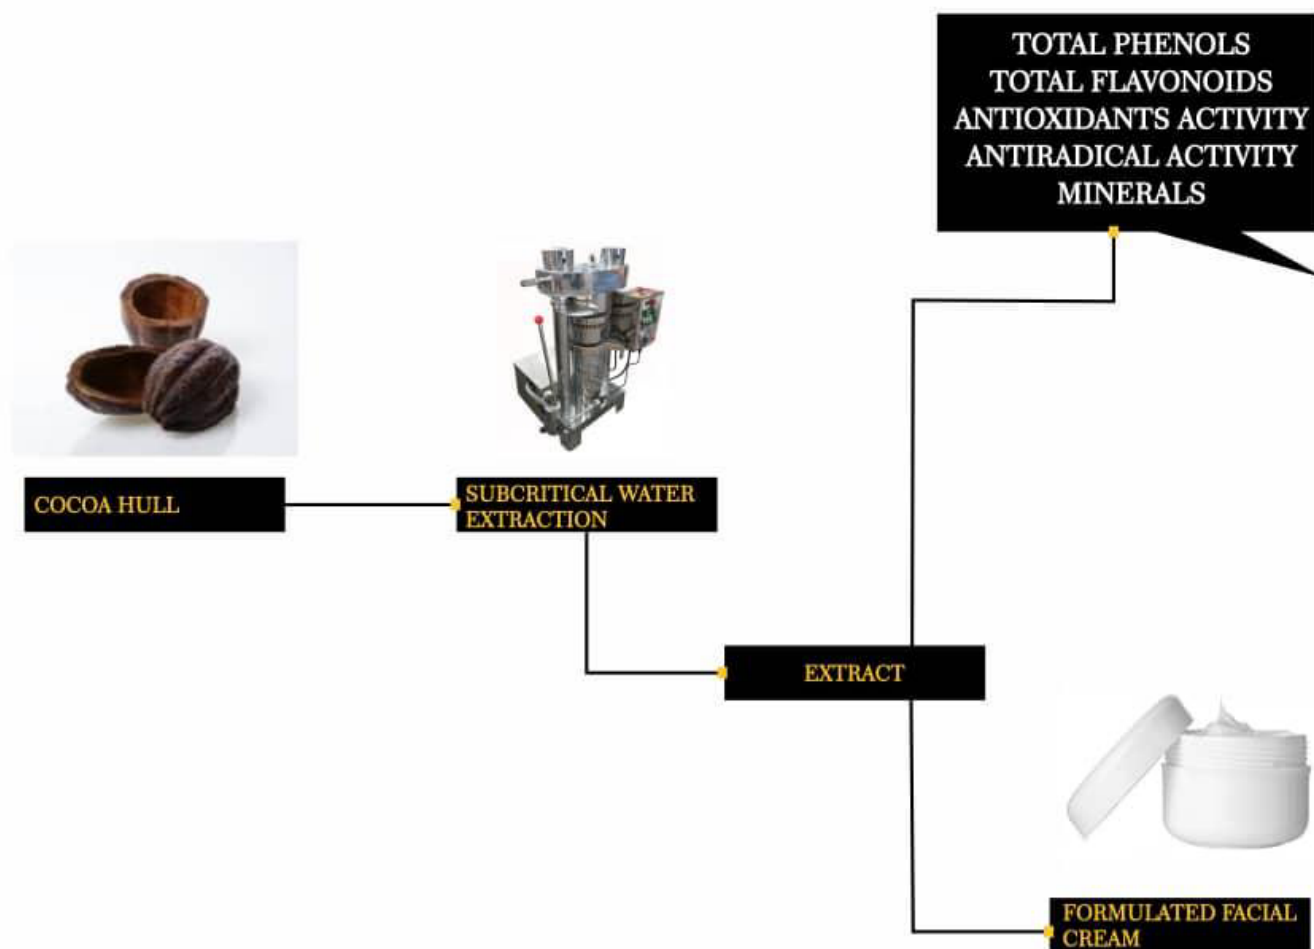 TOTAL PHENOLS
TOTAL FLAVONOIDS
ANTIOXIDANTS ACTIVITY
ANTIRADICAL ACTIVITY
MINERALS
COCOA HULL
SUBCRITICAL WATER
EXTRACTION
EXTRACT
FORMULATED FACIAL
CREAM